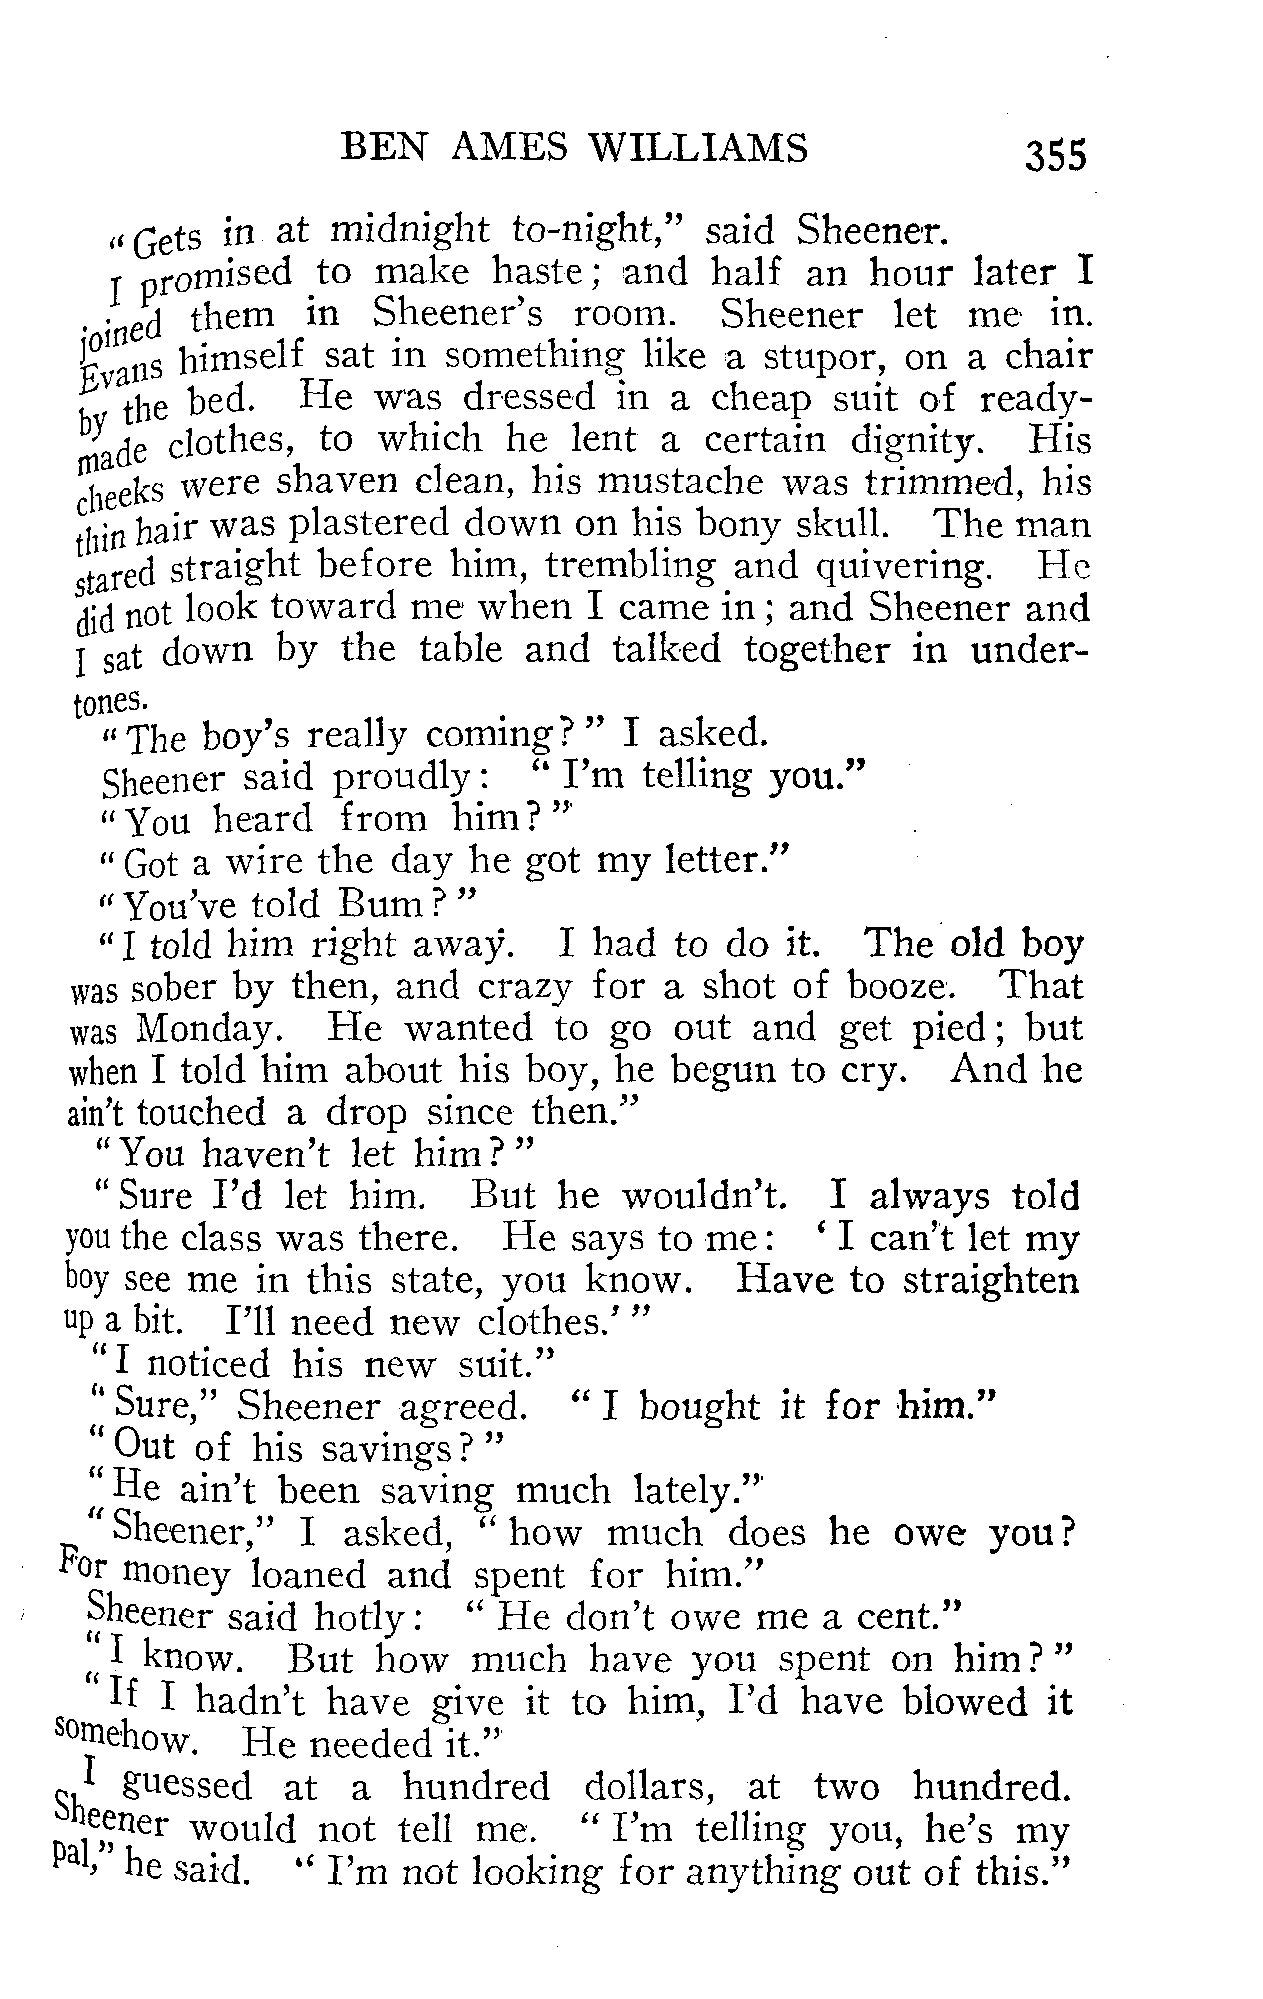 BEN AMES WILLIAMS 355
"Gets in at midnight to-night," said Sheener.
I promised to make haste; and half an hour later I
joined them in Sheener's room. Sheener let me in.
Evans himself sat in something like a stupor, on a chair
by the bed. He was dressed in a cheap suit of ready-
made clothes, to which he lent a certain dignity. His
cheeks were shaven clean, his mustache was trimmed, his
thin hair was plastered down on his bony skull. The man
stared straight before him, trembling and quivering. He
did not look toward me when I came in; and Sheener and
I sat down by the table and talked together in under-
tones.
"The boy's really coming?" I asked.
Sheener said proudly: "I'm telling you."
"You heard from him?"
"Got a wire the day he got my letter."
"You've told Bum?"
"I told him right away. I had to do it. The old boy
was sober by then, and crazy for a shot of booze. That
was Monday. He wanted to go out and get pied; but
when I told him about his boy, he begun to cry. And he
ain't touched a drop since then."
"You haven't let him?"
"Sure I'd let him. But he wouldn't. I always told
you the class was there. He says to me: 'I can't let my
boy see me in this state, you know. Have to straighten
up a bit. I'll need new clothes.'"
"I noticed his new suit."
"Sure," Sheener agreed. "I bought it for him."
"Out of his savings?"
"He ain't been saving much lately."
"Sheener," I asked, "how much does he owe you?
For money loaned and spent for him."
Sheener said hotly: "He don't owe me a cent."
"I know. But how much have you spent on him?"
"If I hadn't have give it to him, I'd have blowed it
somehow. He needed it."
I guessed at a hundred dollars, at two hundred.
Sheener would not tell me. "I'm telling you, he's my
pal," he said. "I'm not looking for anything out of this."